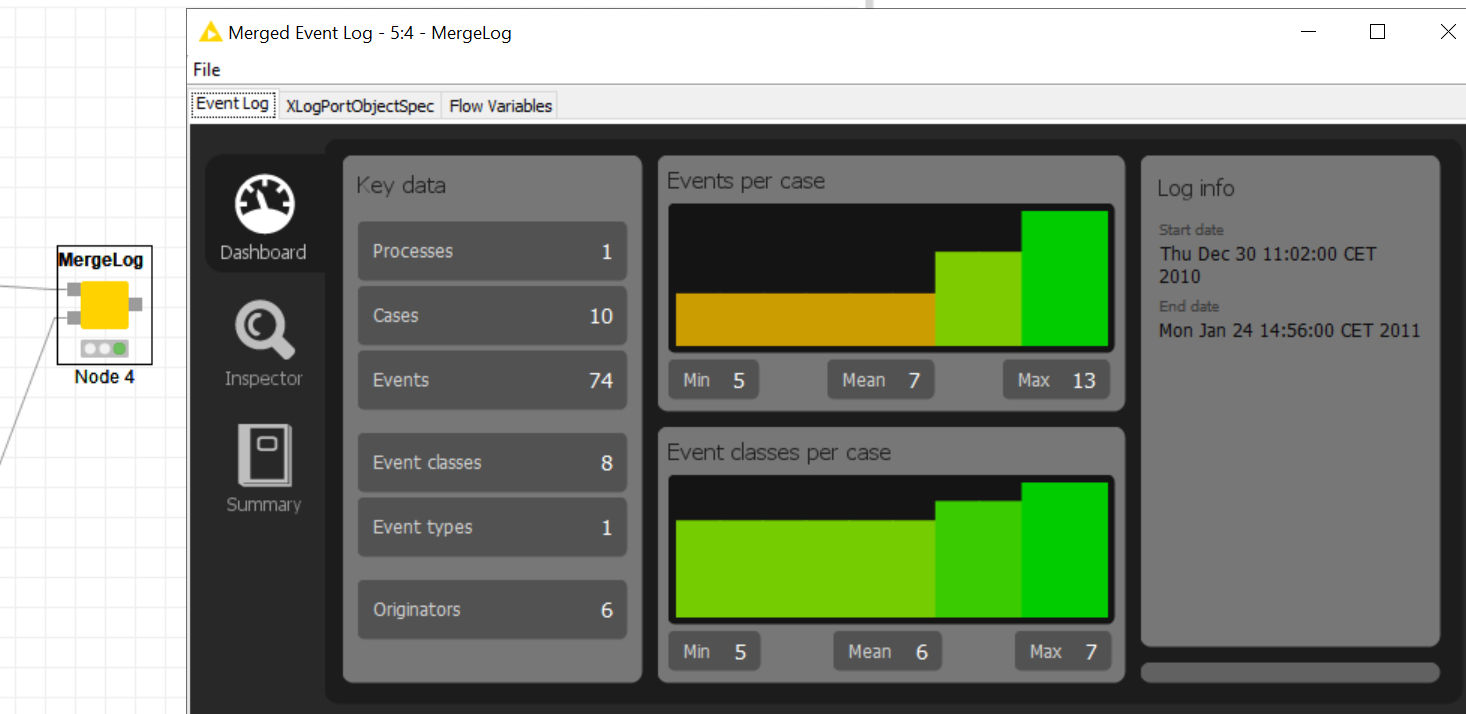 Merged Event Log - 5:4 - MergeLog
File
Event Log XLogPortObjectSpec Flow Variables
MergeLog
Node 4
Dashboard
Inspector
Summary
Key data
Processes 1
Cases 10
Events 74
Event classes 8
Event types 1
Originators 6
Events per case
Min 5 Mean 7 Max 13
Event classes per case
Min 5 Mean 6 Max 7
Log info
Start date
Thu Dec 30 11:02:00 CET
2010
End date
Mon Jan 24 14:56:00 CET 2011